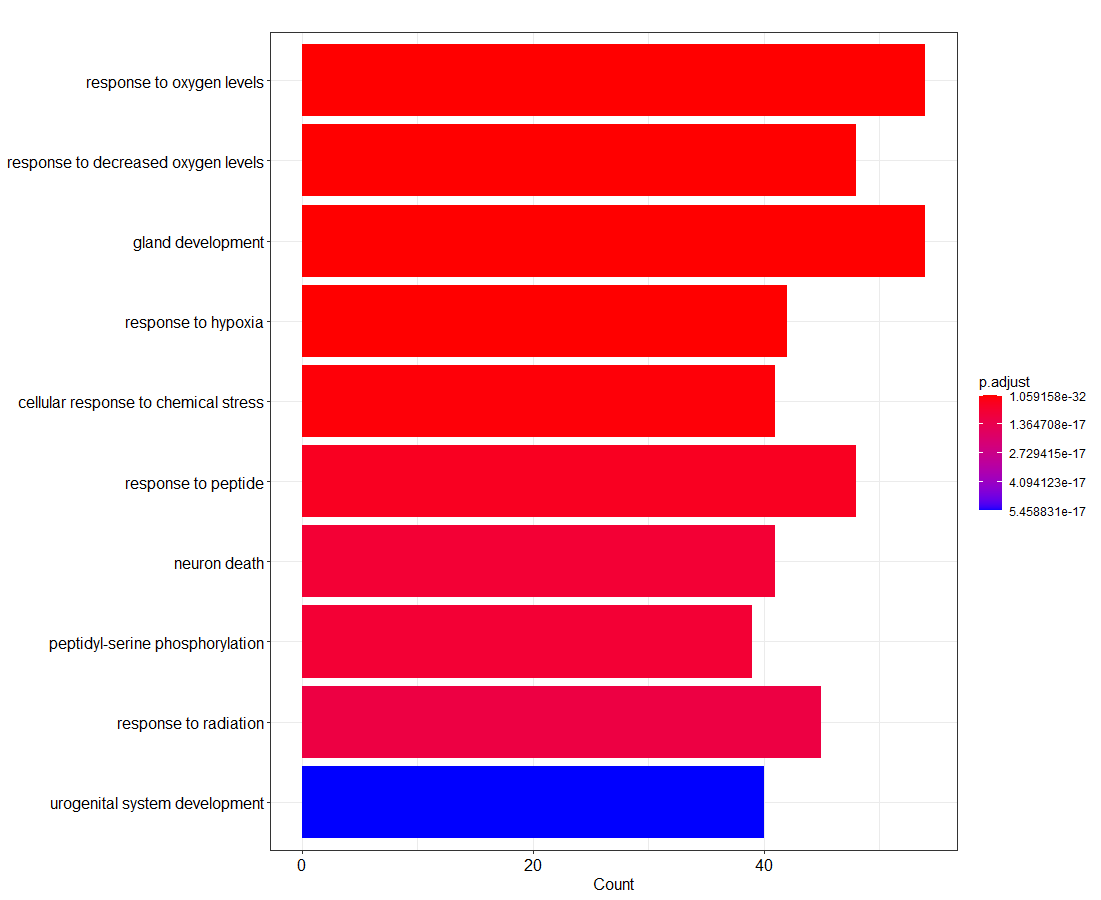 response to oxygen levels
response to decreased oxygen levels
gland development
response to hypoxia
cellular response to chemical stress
response to peptide
neuron death
peptidyl-serine phosphorylation
response to radiation
urogenital system development
0
20
40
Count
p.adjust
1.059158e-32
1.364708e-17
2.729415e-17
4.094123e-17
5.458831e-17